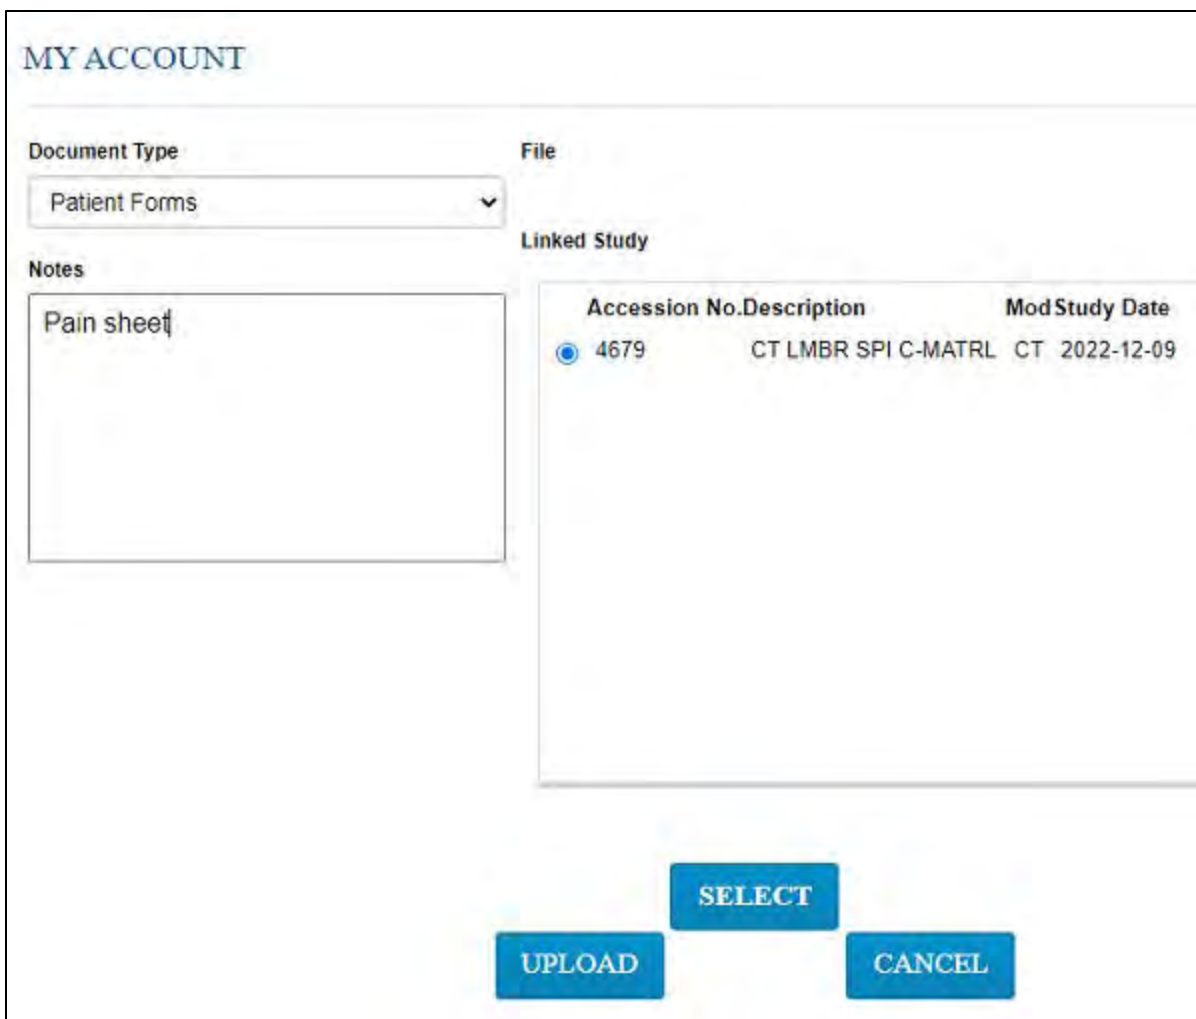 MY ACCOUNT
Document Type
Patient Forms
Notes
Pain sheet
File
Linked Study
Accession No. Description Mod Study Date
4679 CT LMBR SPI C-MATRL CT 2022-12-09
SELECT
UPLOAD CANCEL